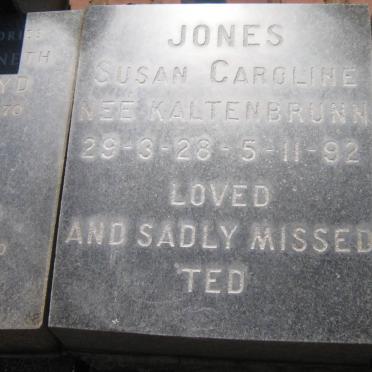 JONES
SUSAN CAROLINE
NEE KALTENBRUNN
29-3-28 - 5-11-92
LOVED
AND SADLY MISSED
TED